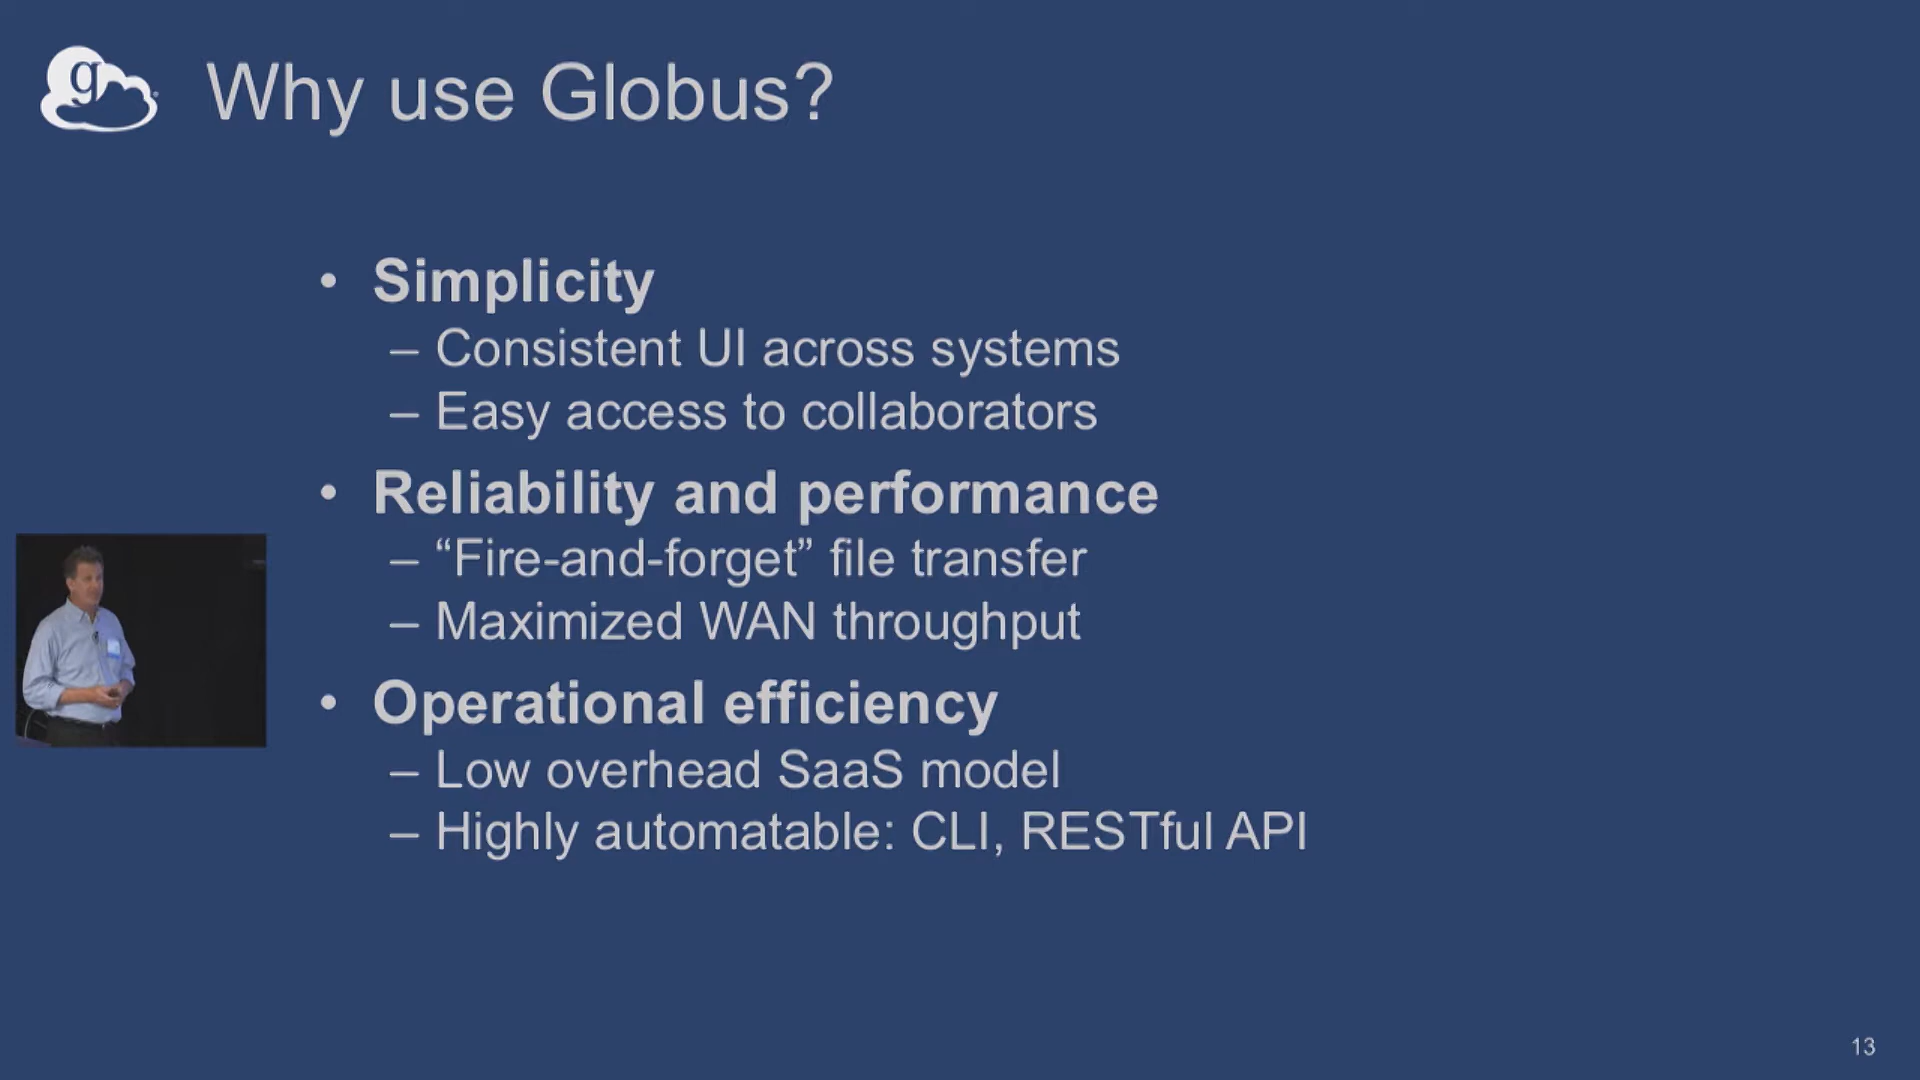 g
Why use Globus?
• Simplicity
– Consistent UI across systems
– Easy access to collaborators
• Reliability and performance
– “Fire-and-forget” file transfer
– Maximized WAN throughput
• Operational efficiency
– Low overhead SaaS model
– Highly automatable: CLI, RESTful API
13